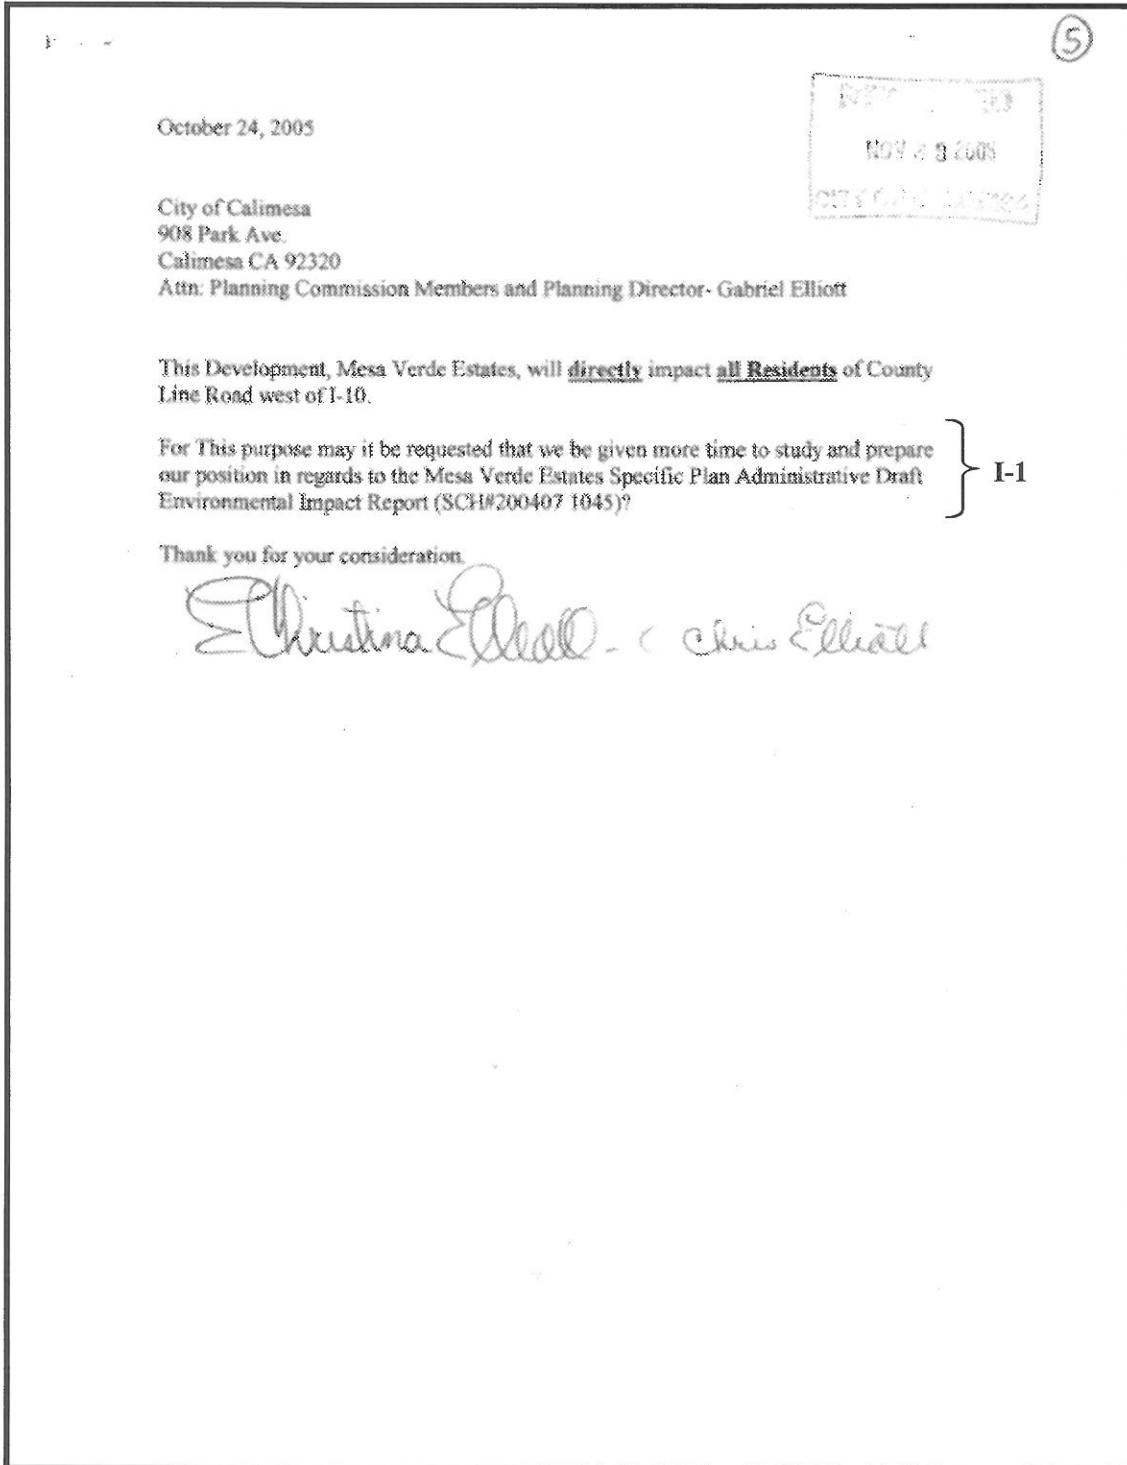 5
October 24, 2005
NOV 2005
City of Calimesa
908 Park Ave.
Calimesa CA 92320
Attn: Planning Commission Members and Planning Director- Gabriel Elliott
This Development, Mesa Verde Estates, will directly impact all Residents of County
Line Road west of I-10.
For This purpose may it be requested that we be given more time to study and prepare
our position in regards to the Mesa Verde Estates Specific Plan Administrative Draft
Environmental Impact Report (SCH#200407 1045)?
I-1
Thank you for your consideration.
E Christina Elliott - ( Chris Elliott